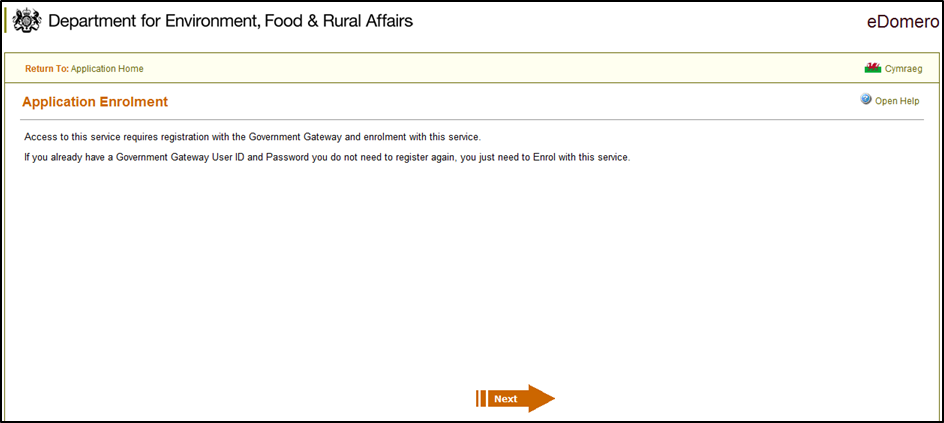 Department for Environment, Food & Rural Affairs
eDomero
Return To: Application Home
Cymraeg
Application Enrolment
Open Help
Access to this service requires registration with the Government Gateway and enrolment with this service.
If you already have a Government Gateway User ID and Password you do not need to register again, you just need to Enrol with this service.
Next